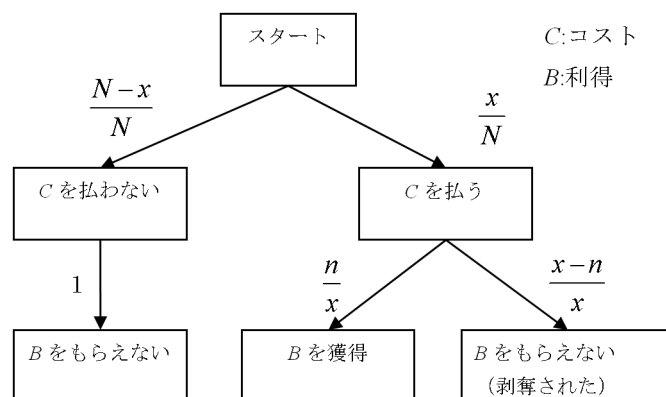 スタート
C:コスト
B:利得
N−x
N
x
N
Cを払わない
Cを払う
1
n
x
x−n
x
Bをもらえない
Bを獲得
Bをもらえない
（剥奪された）